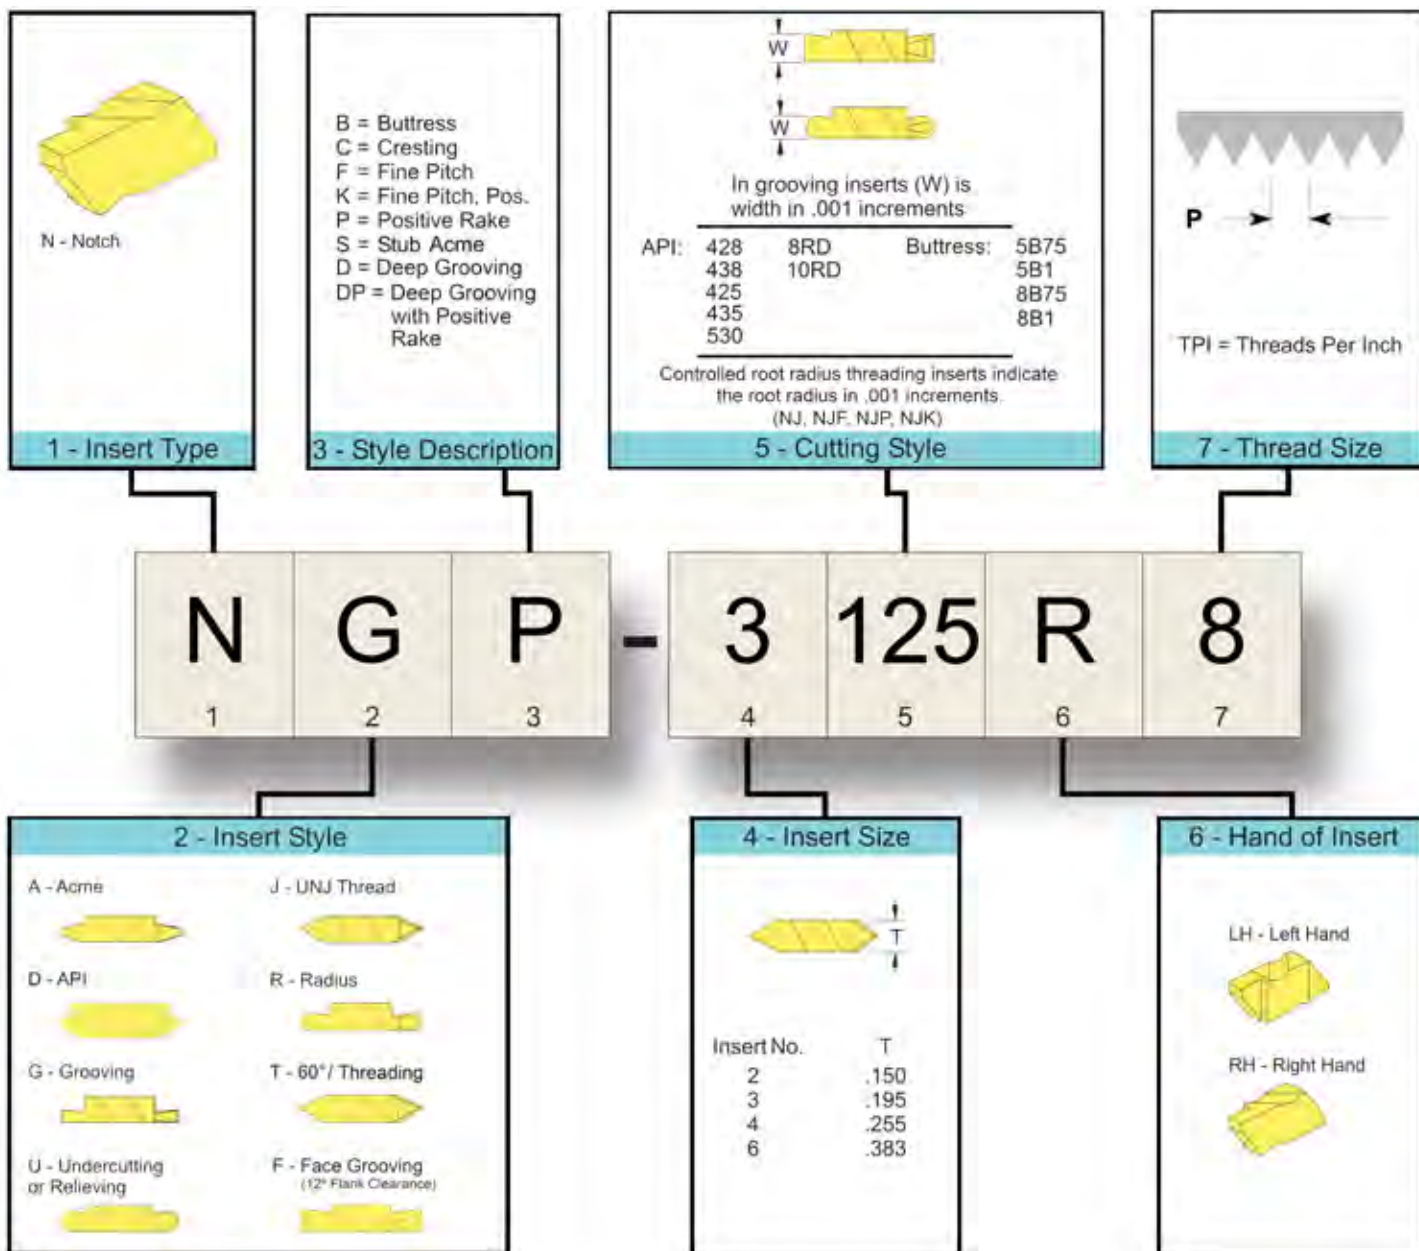 N - Notch
1 - Insert Type
B = Buttress
C = Cresting
F = Fine Pitch
K = Fine Pitch, Pos.
P = Positive Rake
S = Stub Acme
D = Deep Grooving
DP = Deep Grooving
with Positive
Rake
3 - Style Description
W
W
In grooving inserts (W) is
width in .001 increments
API: 428 8RD Buttress: 5B75
438 10RD 5B1
425 8B75
435 8B1
530
Controlled root radius threading inserts indicate
the root radius in .001 increments.
(NJ, NJF, NJP, NJK)
5 - Cutting Style
P
TPI = Threads Per Inch
7 - Thread Size
N G P - 3 125 R 8
1 2 3 4 5 6 7
2 - Insert Style
A - Acme J - UNJ Thread
D - API R - Radius
G - Grooving T - 60°/ Threading
U - Undercutting F - Face Grooving
or Relieving (12° Flank Clearance)
4 - Insert Size
T
Insert No. T
2 .150
3 .195
4 .255
6 .383
6 - Hand of Insert
LH - Left Hand
RH - Right Hand